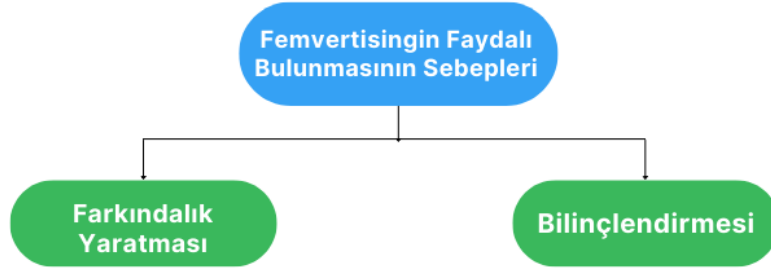 Femvertisingin Faydalı
Bulunmasının Sebepleri
Farkındalık
Yaratması
Bilinçlendirmesi